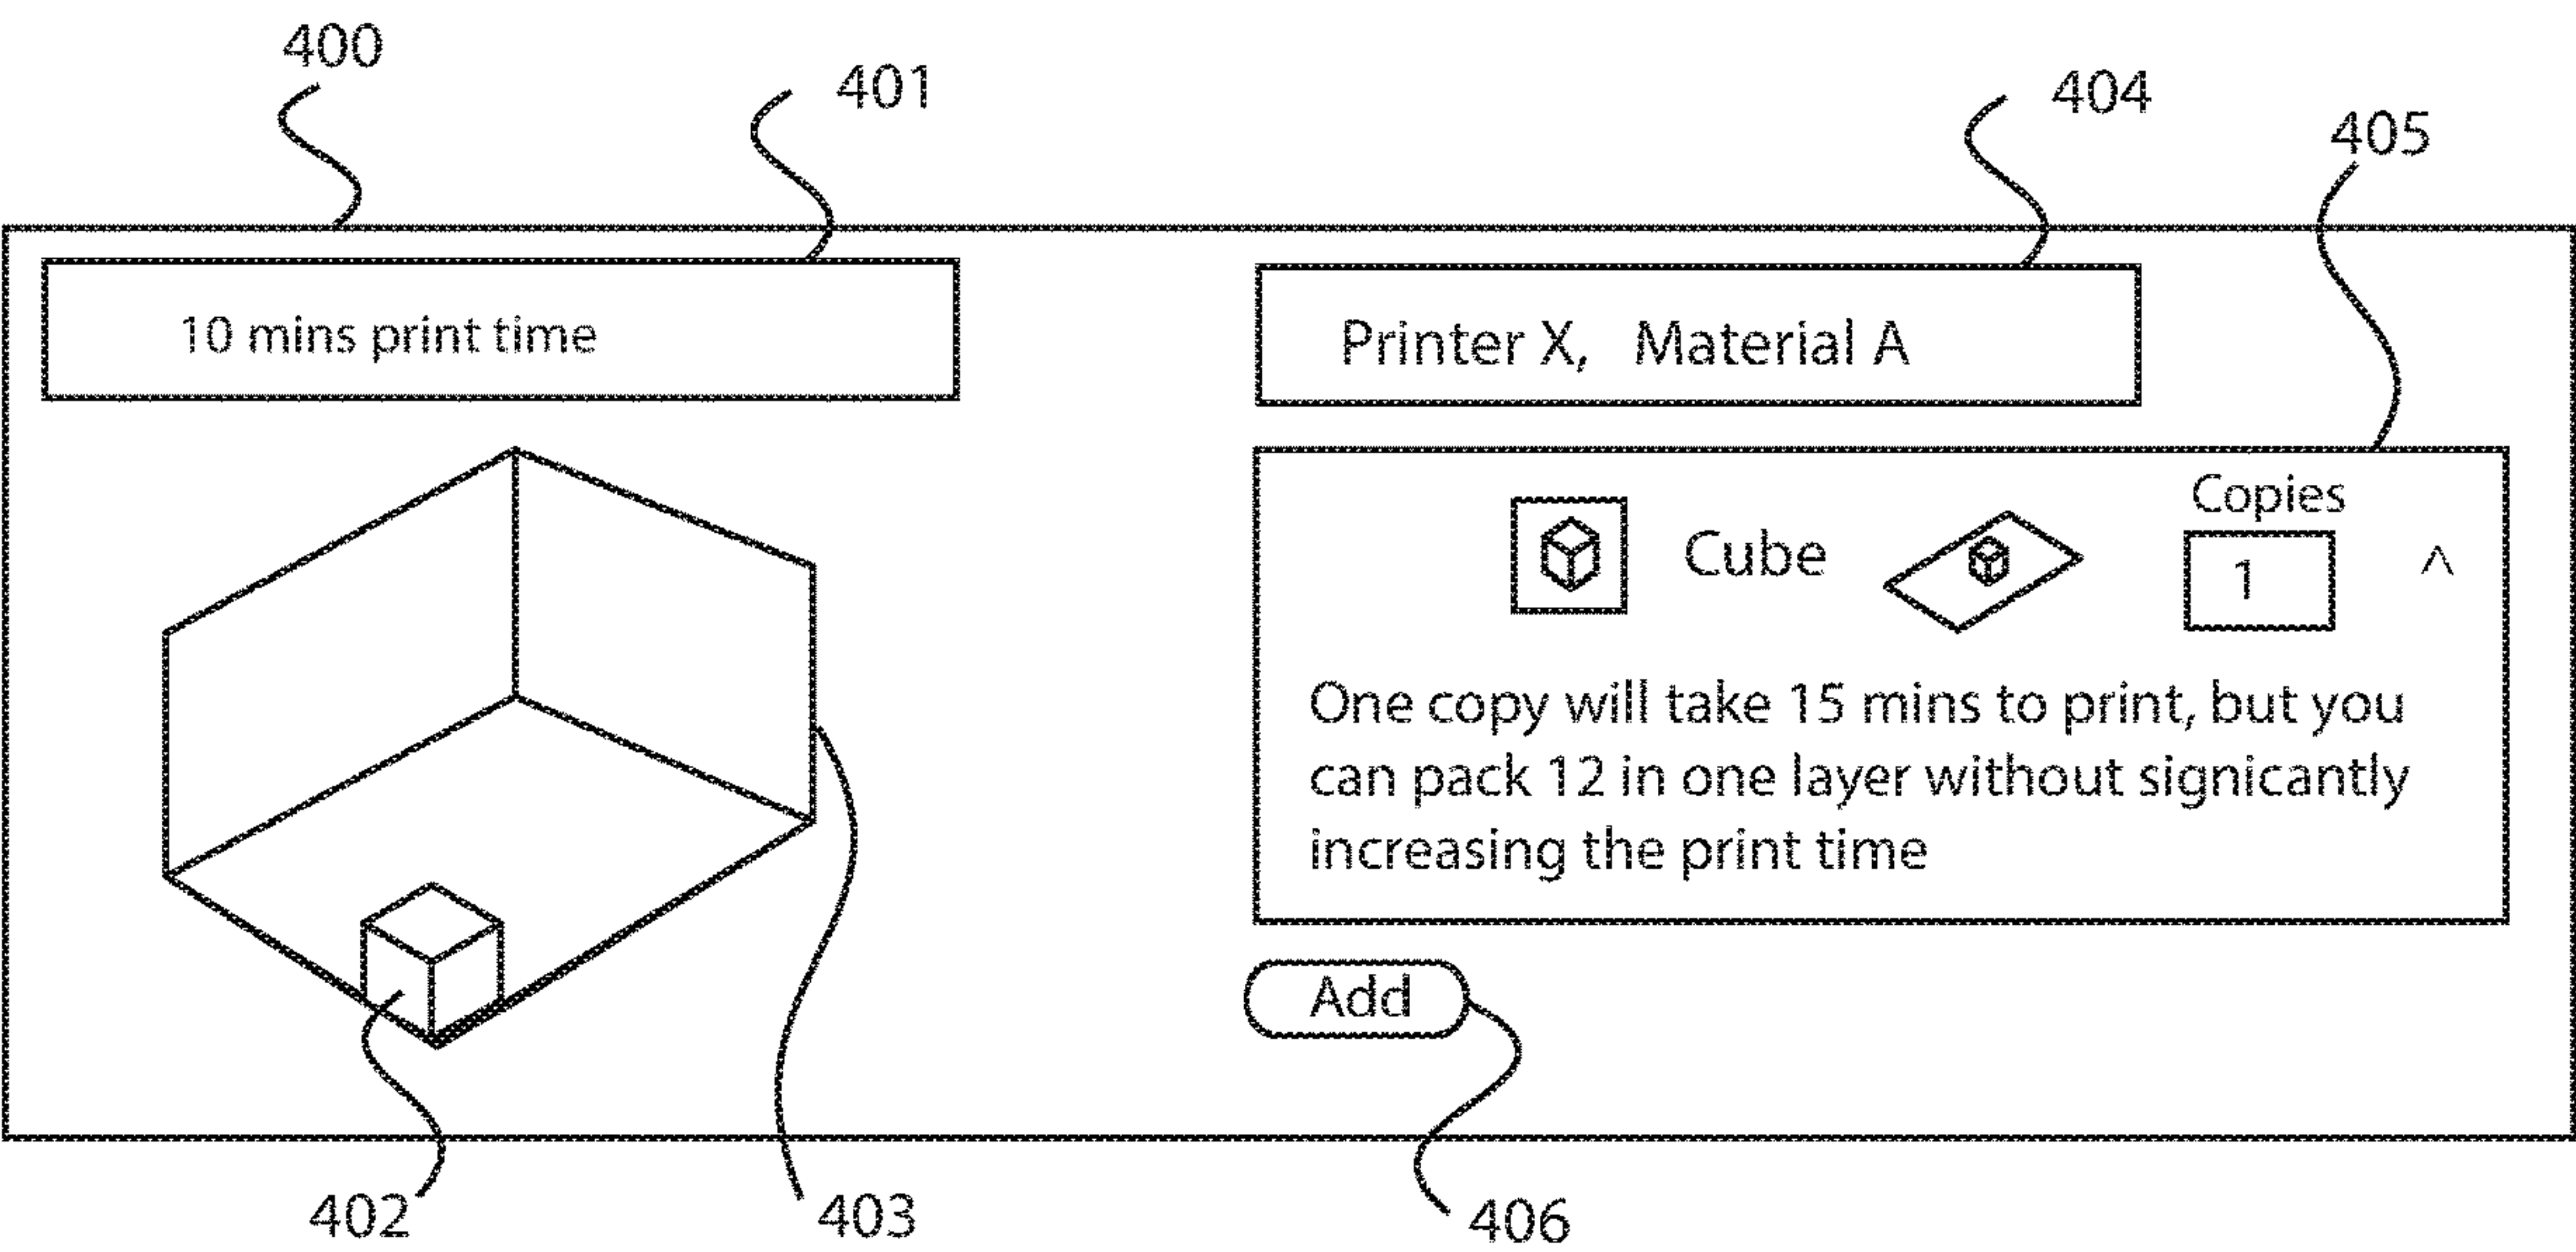 400
401
404
405
10 mins print time
Printer X, Material A
Copies
Cube
1
^
One copy will take 15 mins to print, but you
can pack 12 in one layer without signicantly
increasing the print time
Add
402
403
406